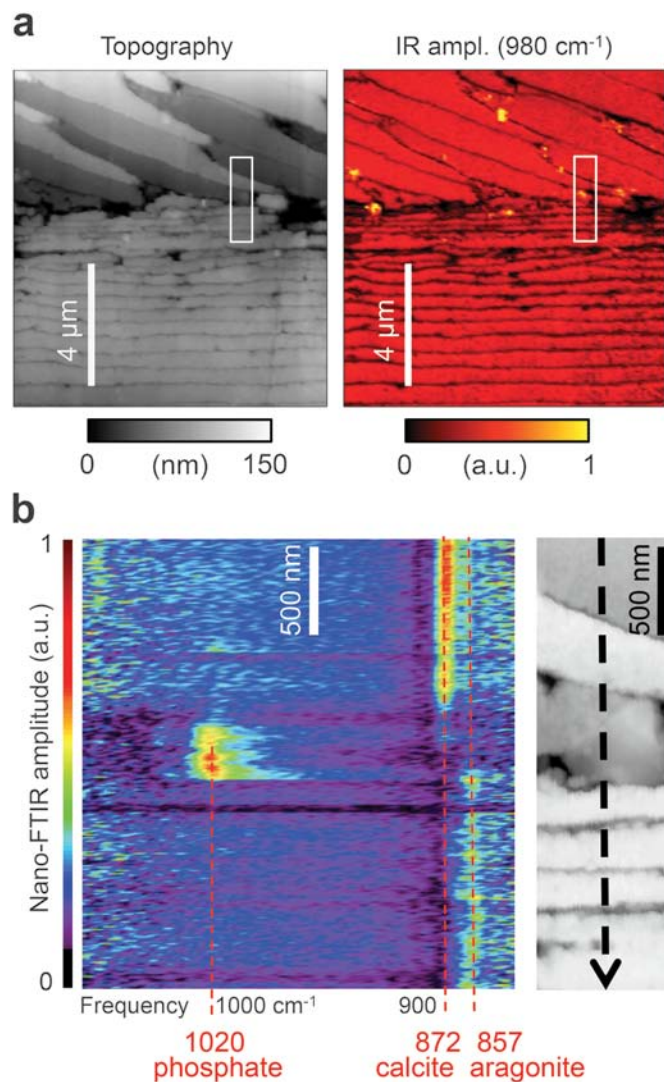 a
Topography
IR ampl. (980 cm⁻¹)
4 µm
4 µm
0 (nm) 150
0 (a.u.) 1
b
1
Nano-FTIR amplitude (a.u.)
0
500 nm
500 nm
Frequency 1000 cm⁻¹ 900
1020 872 857
phosphate calcite aragonite